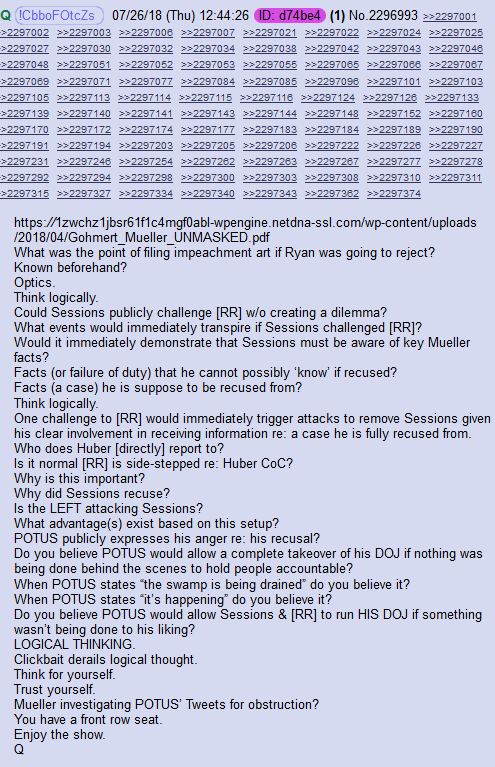 Q !CbboFOtcZs 07/26/18 (Thu) 12:44:26 ID: d74be4 (1) No.2296993 >>2297001
>>2297002 >>2297003 >>2297006 >>2297007 >>2297021 >>2297022 >>2297024 >>2297025
>>2297027 >>2297030 >>2297032 >>2297038 >>2297040 >>2297042 >>2297043 >>2297046
>>2297048 >>2297051 >>2297052 >>2297053 >>2297055 >>2297065 >>2297066 >>2297067
>>2297069 >>2297071 >>2297077 >>2297084 >>2297085 >>2297096 >>2297101 >>2297103
>>2297105 >>2297113 >>2297114 >>2297115 >>2297116 >>2297124 >>2297126 >>2297133
>>2297139 >>2297140 >>2297141 >>2297143 >>2297144 >>2297148 >>2297152 >>2297160
>>2297170 >>2297172 >>2297174 >>2297177 >>2297183 >>2297184 >>2297189 >>2297190
>>2297191 >>2297194 >>2297203 >>2297205 >>2297206 >>2297222 >>2297226 >>2297227
>>2297231 >>2297246 >>2297254 >>2297262 >>2297263 >>2297267 >>2297277 >>2297278
>>2297292 >>2297294 >>2297298 >>2297300 >>2297303 >>2297308 >>2297310 >>2297311
>>2297315 >>2297327 >>2297334 >>2297340 >>2297343 >>2297362 >>2297374
https://1zwchz1jbsr61f1c4mgf0abl-wpengine.netdna-ssl.com/wp-content/uploads
/2018/04/Gohmert_Mueller_UNMASKED.pdf
What was the point of filing impeachment art if Ryan was going to reject?
Known beforehand?
Optics.
Think logically.
Could Sessions publicly challenge [RR] w/o creating a dilemma?
What events would immediately transpire if Sessions challenged [RR]?
Would it immediately demonstrate that Sessions must be aware of key Mueller
facts?
Facts (or failure of duty) that he cannot possibly ‘know’ if recused?
Facts (a case) he is suppose to be recused from?
Think logically.
One challenge to [RR] would immediately trigger attacks to remove Sessions given
his clear involvement in receiving information re: a case he is fully recused from.
Who does Huber [directly] report to?
Is it normal [RR] is side-stepped re: Huber CoC?
Why is this important?
Why did Sessions recuse?
Is the LEFT attacking Sessions?
What advantage(s) exist based on this setup?
POTUS publicly expresses his anger re: his recusal?
Do you believe POTUS would allow a complete takeover of his DOJ if nothing was
being done behind the scenes to hold people accountable?
When POTUS states “the swamp is being drained” do you believe it?
When POTUS states “it’s happening” do you believe it?
Do you believe POTUS would allow Sessions & [RR] to run HIS DOJ if something
wasn’t being done to his liking?
LOGICAL THINKING.
Clickbait derails logical thought.
Think for yourself.
Trust yourself.
Mueller investigating POTUS’ Tweets for obstruction?
You have a front row seat.
Enjoy the show.
Q